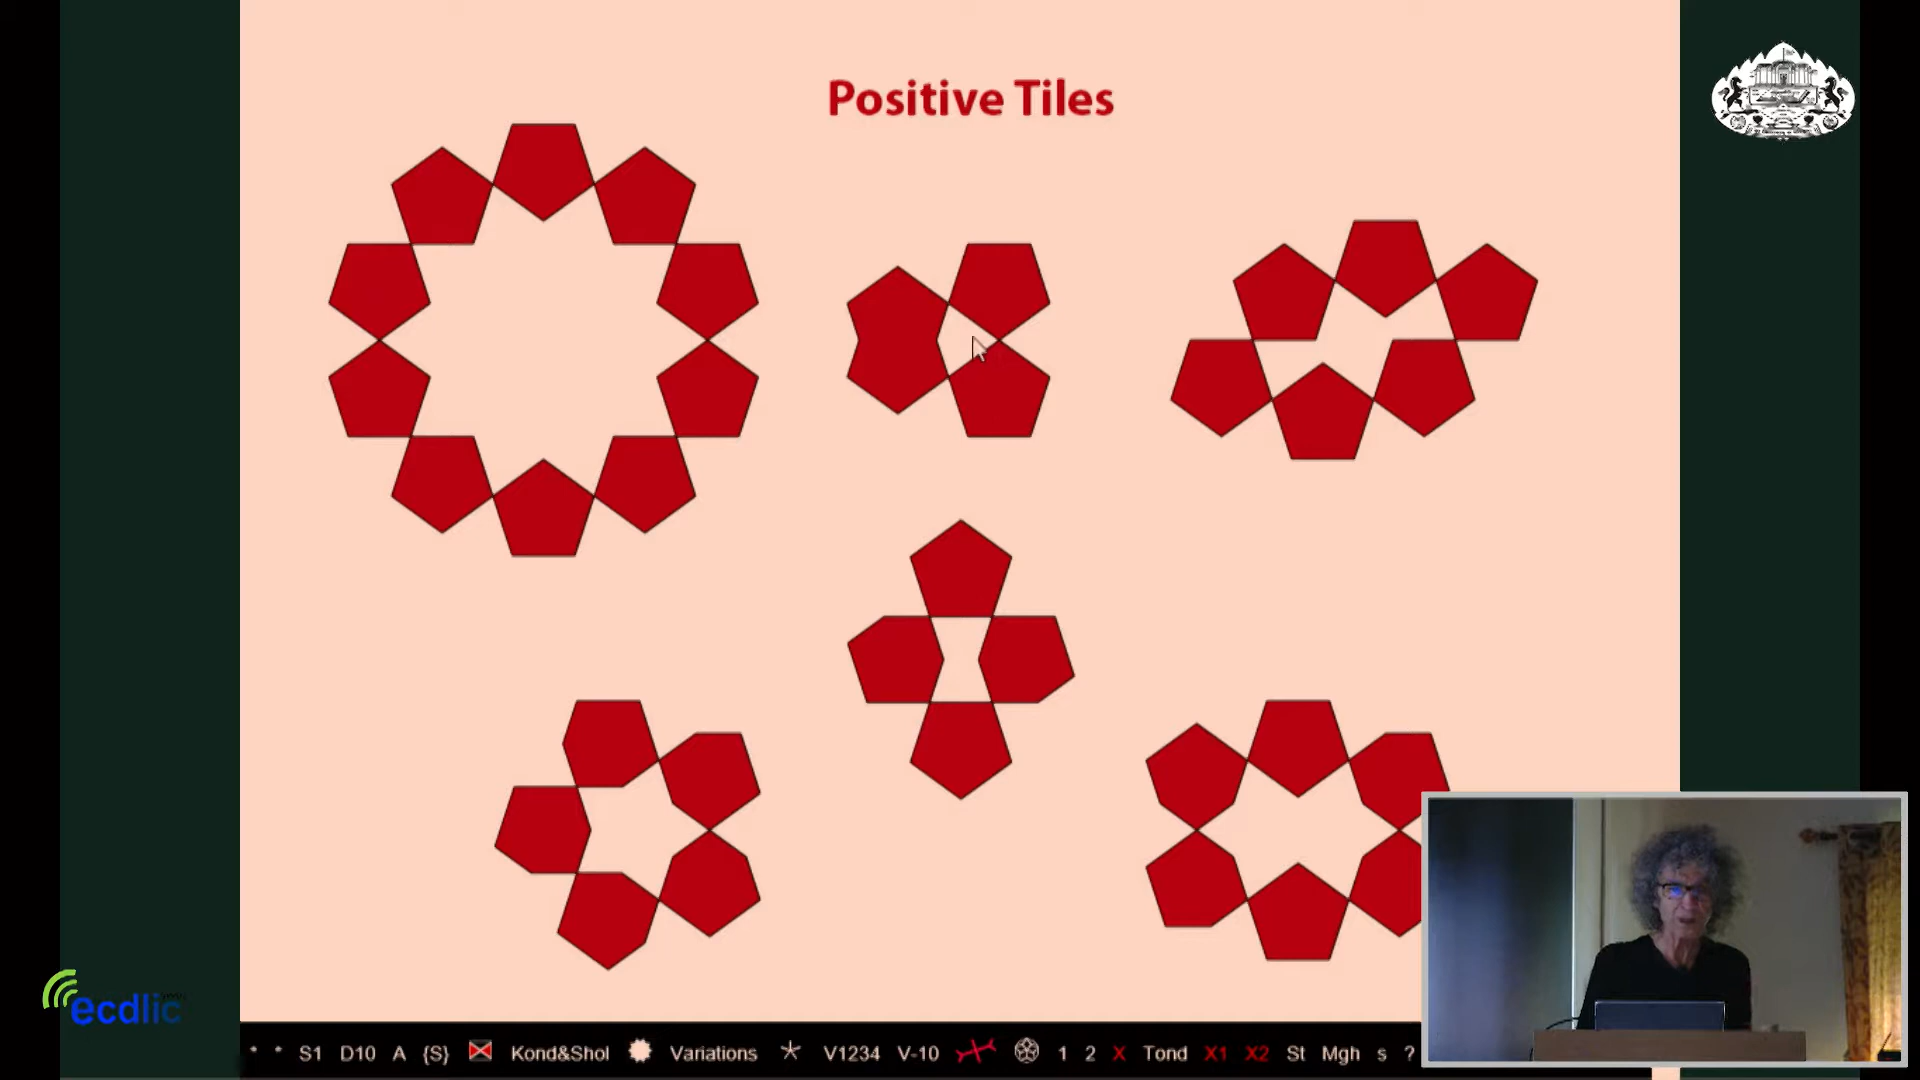 Positive Tiles
ecdlic
* * S1 D10 A {S} Kond&Shol Variations V1234 V-10 1 2 X Tond X1 X2 St Mgh s ?